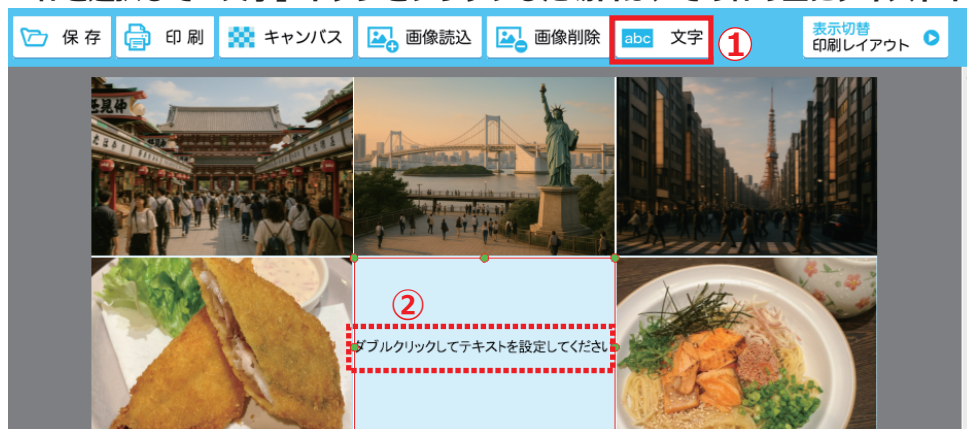 保存 印刷 キャンバス 画像読込 画像削除 abc 文字 ① 表示切替
印刷レイアウト
②
ダブルクリックしてテキストを設定してください